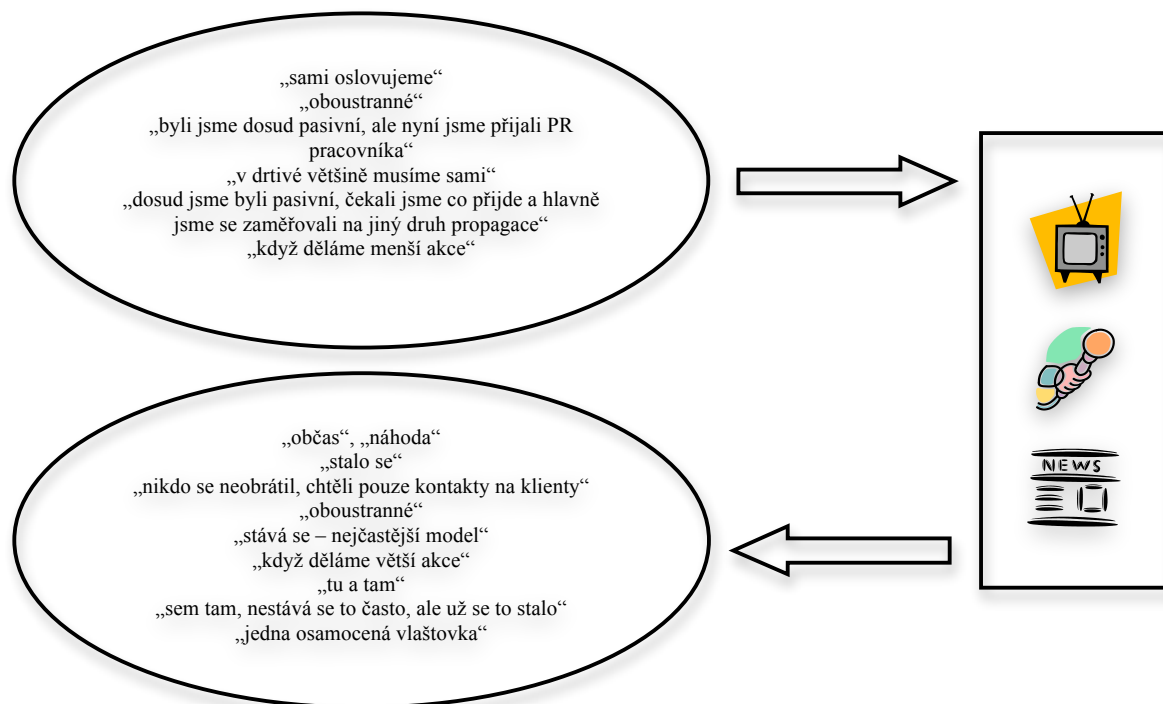 „sami oslovujeme“
„oboustranné“
„byli jsme dosud pasivní, ale nyní jsme přijali PR
pracovníka“
„v drtivé většině musíme sami“
„dosud jsme byli pasivní, čekali jsme co přijde a hlavně
jsme se zaměřovali na jiný druh propagace“
„když děláme menší akce“
„občas“, „náhoda“
„stalo se“
„nikdo se neobrátil, chtěli pouze kontakty na klienty“
„oboustranné“
„stává se – nejčastější model“
„když děláme větší akce“
„tu a tam“
„sem tam, nestává se to často, ale už se to stalo“
„jedna osamocená vlaštovka“
NEWS